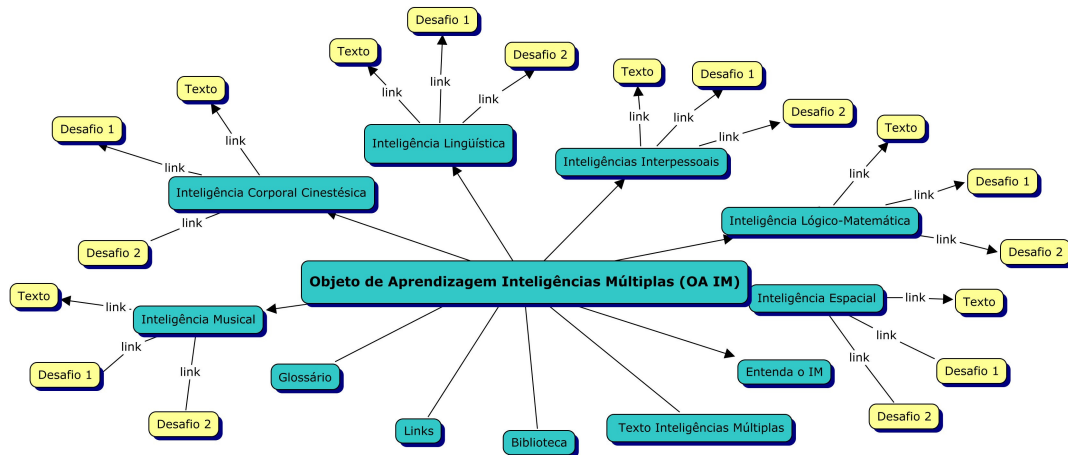 Desafio 1
Texto
link
link
Desafio 2
link
Inteligência Lingüística
Texto
link
Desafio 1
link
Desafio 2
link
Inteligências Interpessoais
Texto
link
Desafio 1
link
Desafio 2
link
Inteligência Corporal Cinestésica
Texto
link
Desafio 1
link
Desafio 2
link
Inteligência Lógico-Matemática
Objeto de Aprendizagem Inteligências Múltiplas (OA IM)
Texto
link
Inteligência Musical
Desafio 1
link
link
Desafio 2
Inteligência Espacial
link
Texto
link
Desafio 1
link
Desafio 2
Glossário
Links
Biblioteca
Texto Inteligências Múltiplas
Entenda o IM